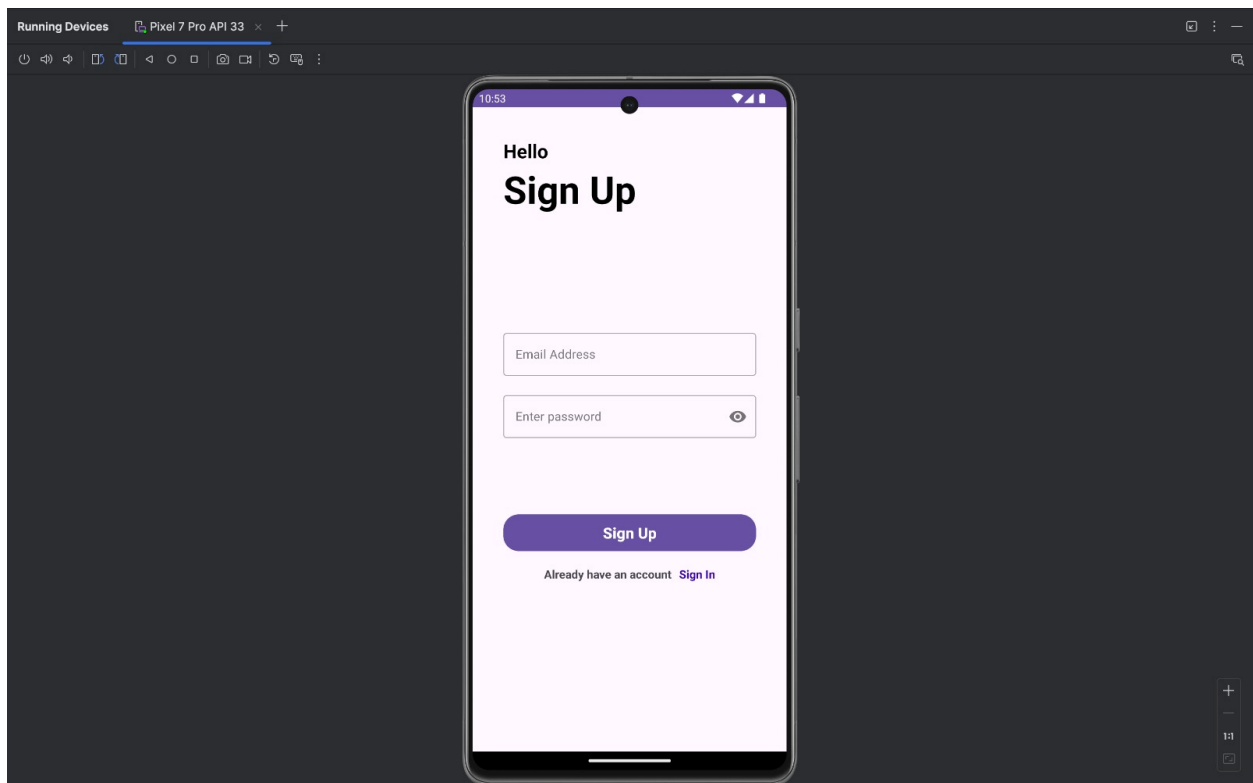 Running Devices Pixel 7 Pro API 33
10:53
Hello
Sign Up
Email Address
Enter password
Sign Up
Already have an account Sign In
1:1